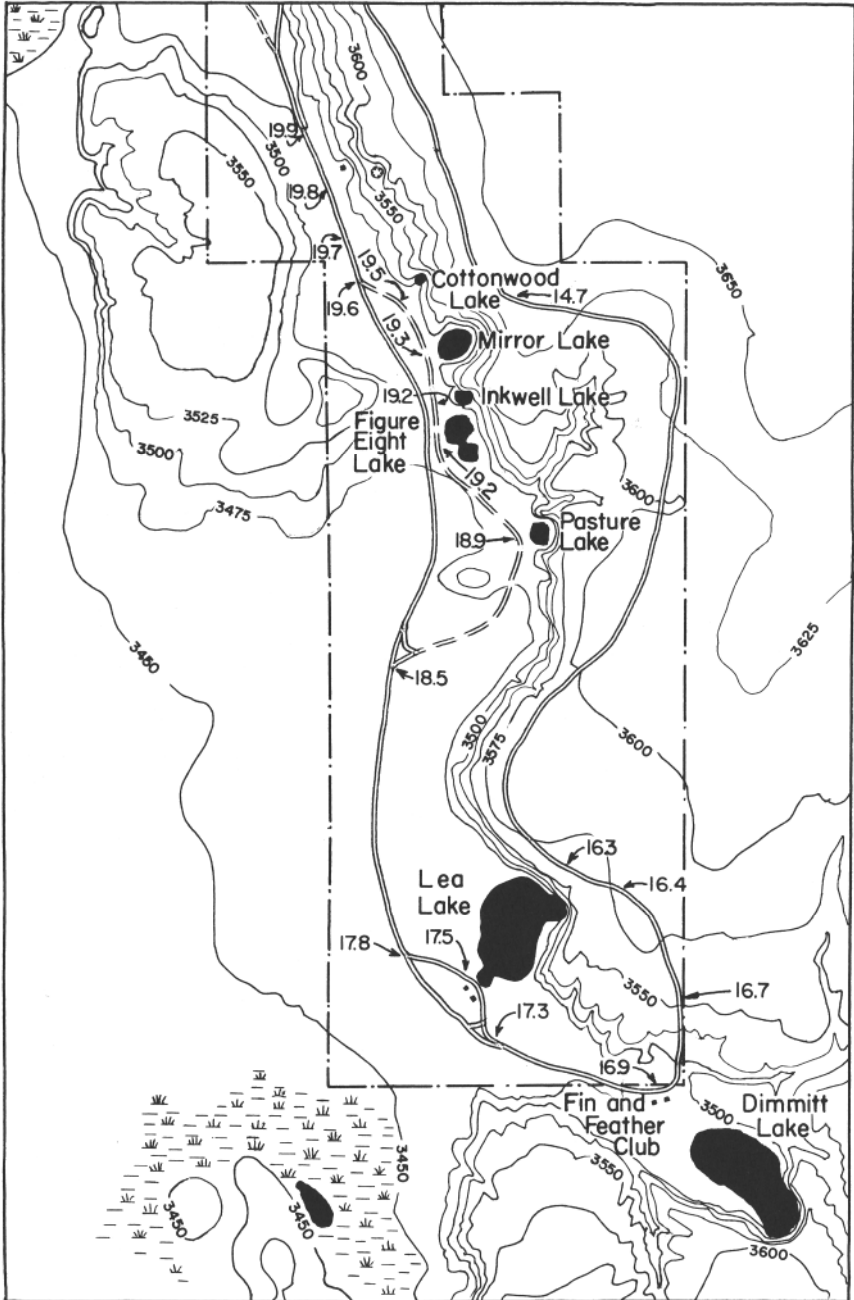 3600
19.9
3550
3500
3550
19.8
19.7
19.5
Cottonwood
Lake
14.7
3650
19.6
19.3
Mirror Lake
19.2
Inkwell Lake
3525
Figure
Eight
Lake
3500
19.2
3600
3475
18.9
Pasture
Lake
3625
3450
18.5
3500
3575
3600
16.3
16.4
Lea
Lake
17.8
17.5
3550
16.7
17.3
16.9
Fin and
Feather
Club
3500
Dimmitt
Lake
3550
3450
3450
3450
3600